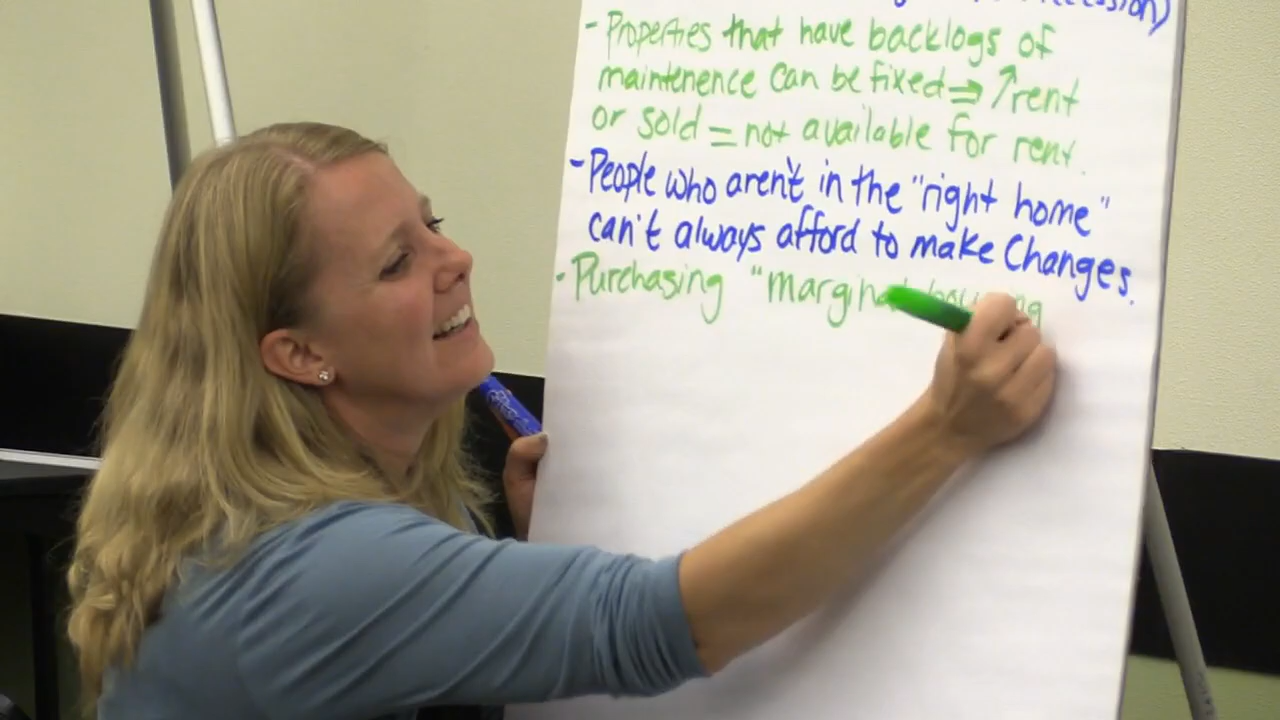 - Properties that have backlogs of
maintenence can be fixed ⇒ ↑rent
or sold = not available for rent.
- People who aren't in the "right home"
can't always afford to make Changes.
- Purchasing "marginal housing